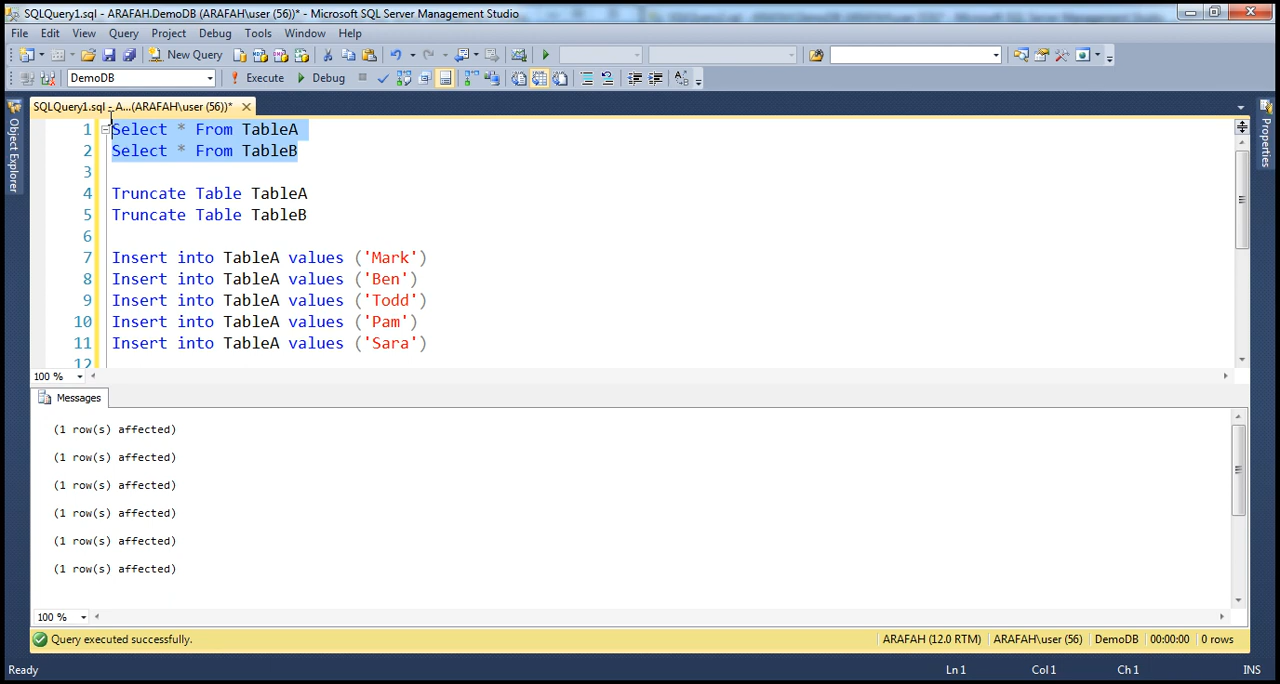 SQLQuery1.sql - ARAFAH.DemoDB (ARAFAH\user (56))* - Microsoft SQL Server Management Studio
File Edit View Query Project Debug Tools Window Help
New Query
DemoDB Execute Debug
SQLQuery1.sql - A...(ARAFAH\user (56))*
Object Explorer
Properties
1 Select * From TableA
2 Select * From TableB
3
4 Truncate Table TableA
5 Truncate Table TableB
6
7 Insert into TableA values ('Mark')
8 Insert into TableA values ('Ben')
9 Insert into TableA values ('Todd')
10 Insert into TableA values ('Pam')
11 Insert into TableA values ('Sara')
12
100 %
Messages
(1 row(s) affected)
(1 row(s) affected)
(1 row(s) affected)
(1 row(s) affected)
(1 row(s) affected)
(1 row(s) affected)
100 %
Query executed successfully. ARAFAH (12.0 RTM) ARAFAH\user (56) DemoDB 00:00:00 0 rows
Ready Ln 1 Col 1 Ch 1 INS